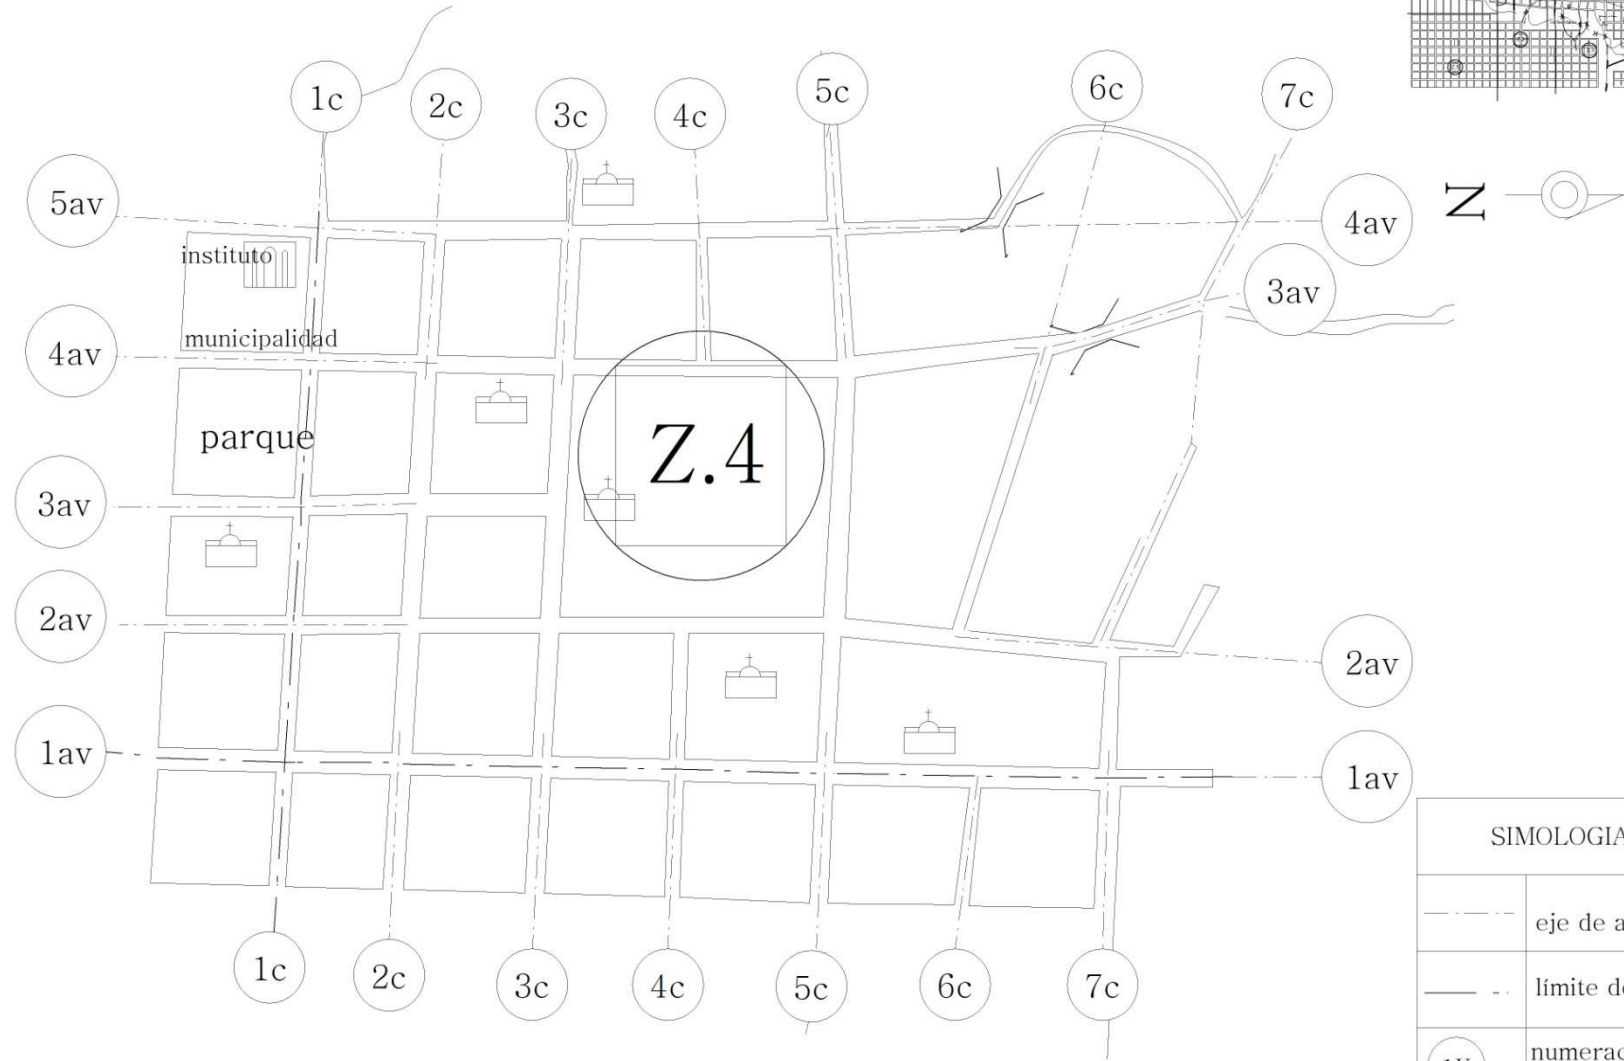 1c
2c
3c
4c
5c
6c
7c
5av
4av
N
instituto
3av
municipalidad
4av
parque
Z.4
3av
2av
2av
1av
1av
SIMOLOGIA
eje de a
límite de
numerac
1c
2c
3c
4c
5c
6c
7c